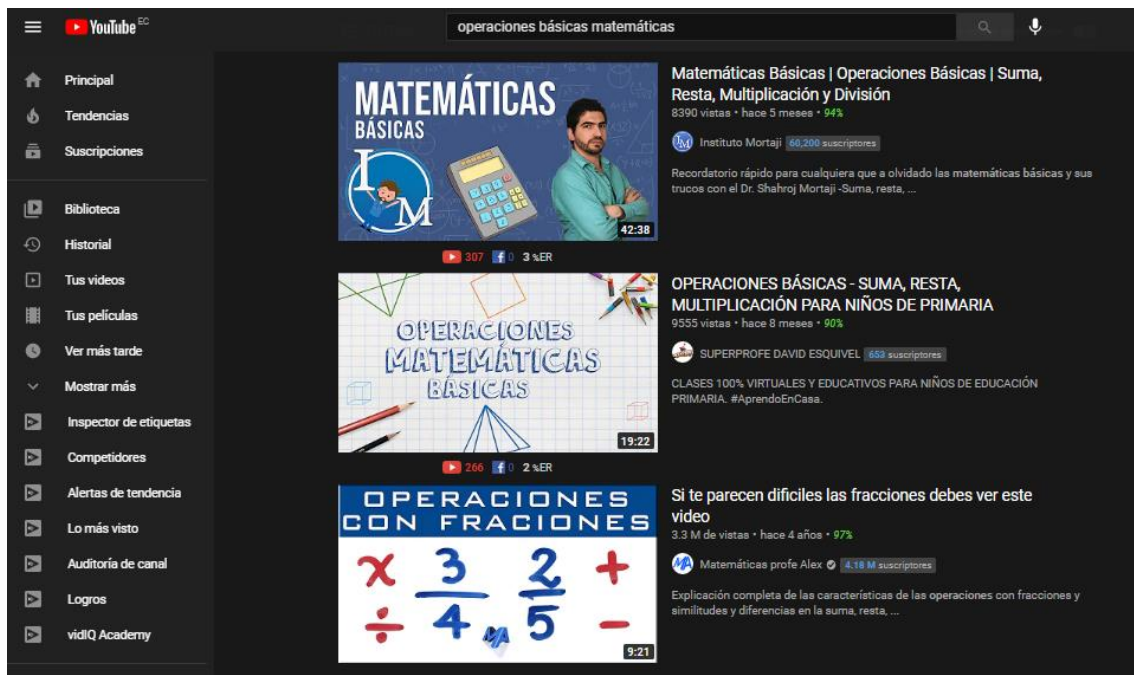 YouTube EC
operaciones básicas matemáticas
Principal
Tendencias
Suscripciones
Biblioteca
Historial
Tus videos
Tus películas
Ver más tarde
Mostrar más
Inspector de etiquetas
Competidores
Alertas de tendencia
Lo más visto
Auditoría de canal
Logros
vidIQ Academy
MATEMÁTICAS
BÁSICAS
I
M
42:38
Matemáticas Básicas | Operaciones Básicas | Suma,
Resta, Multiplicación y División
8390 vistas • hace 5 meses • 94%
IM Instituto Mortaji 60,200 suscriptores
Recordatorio rápido para cualquiera que a olvidado las matemáticas básicas y sus
trucos con el Dr. Shahroj Mortaji -Suma, resta, ...
307 f 0 3 %ER
OPERACIONES
MATEMÁTICAS
BÁSICAS
19:22
OPERACIONES BÁSICAS - SUMA, RESTA,
MULTIPLICACIÓN PARA NIÑOS DE PRIMARIA
9555 vistas • hace 8 meses • 90%
SUPERPROFE DAVID ESQUIVEL 653 suscriptores
CLASES 100% VIRTUALES Y EDUCATIVOS PARA NIÑOS DE EDUCACIÓN
PRIMARIA. #AprendoEnCasa.
266 f 0 2 %ER
OPERACIONES
CON FRACIONES
x 3 2 +
÷ 4 MA 5 -
9:21
Si te parecen dificiles las fracciones debes ver este
video
3.3 M de vistas • hace 4 años • 97%
MA Matemáticas profe Alex 4.18 M suscriptores
Explicación completa de las características de las operaciones con fracciones y
similitudes y diferencias en la suma, resta, ...